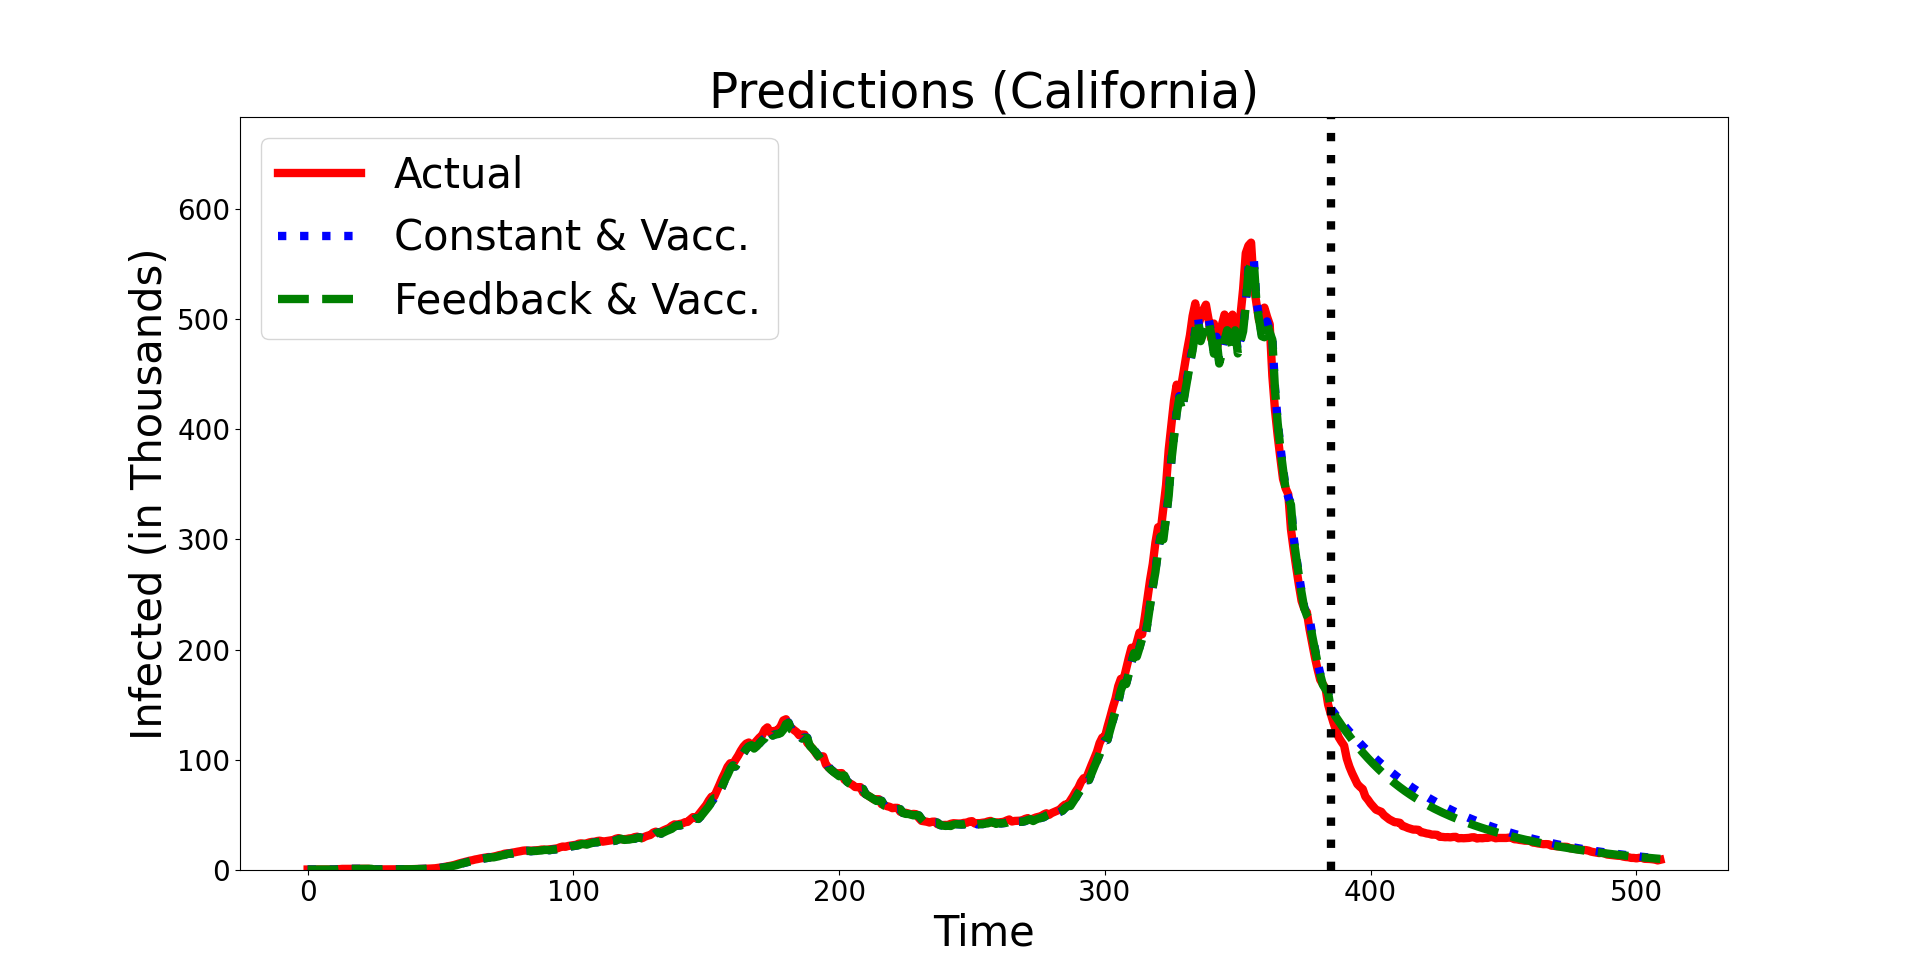 Predictions (California)
Actual
Constant & Vacc.
Feedback & Vacc.
Infected (in Thousands)
600
500
400
300
200
100
0
0 100 200 300 400 500
Time